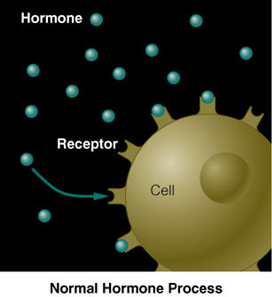 Hormone
Receptor
Cell
Normal Hormone Process